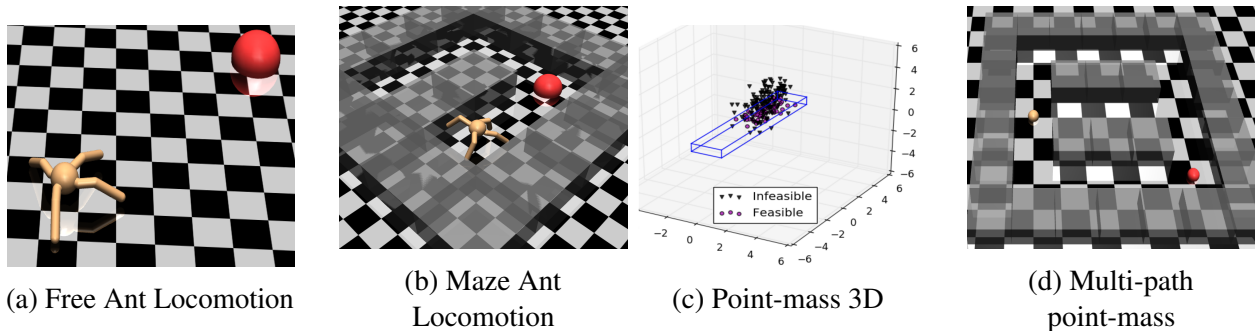 6
4
2
0
−2
−4
−6
Infeasible
Feasible
−2
0
2
4
6
−6
−4
−2
0
2
4
6
(a) Free Ant Locomotion
(b) Maze Ant
Locomotion
(c) Point-mass 3D
(d) Multi-path
point-mass